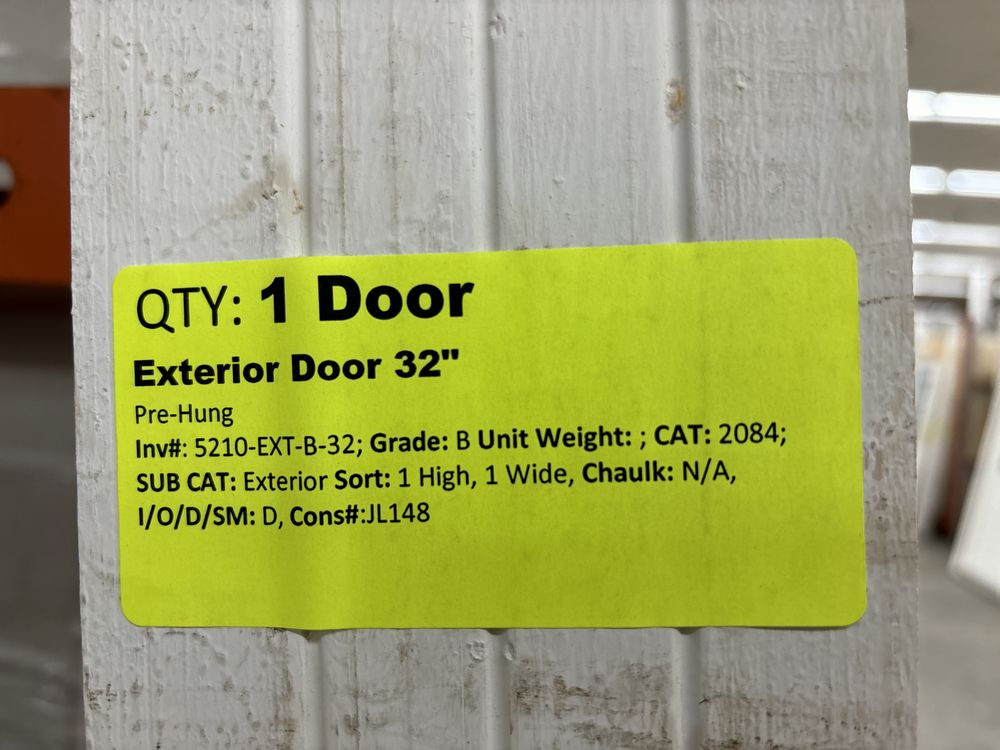 QTY: 1 Door
Exterior Door 32"
Pre-Hung
Inv#: 5210-EXT-B-32; Grade: B Unit Weight: ; CAT: 2084;
SUB CAT: Exterior Sort: 1 High, 1 Wide, Chaulk: N/A,
I/O/D/SM: D, Cons#:JL148